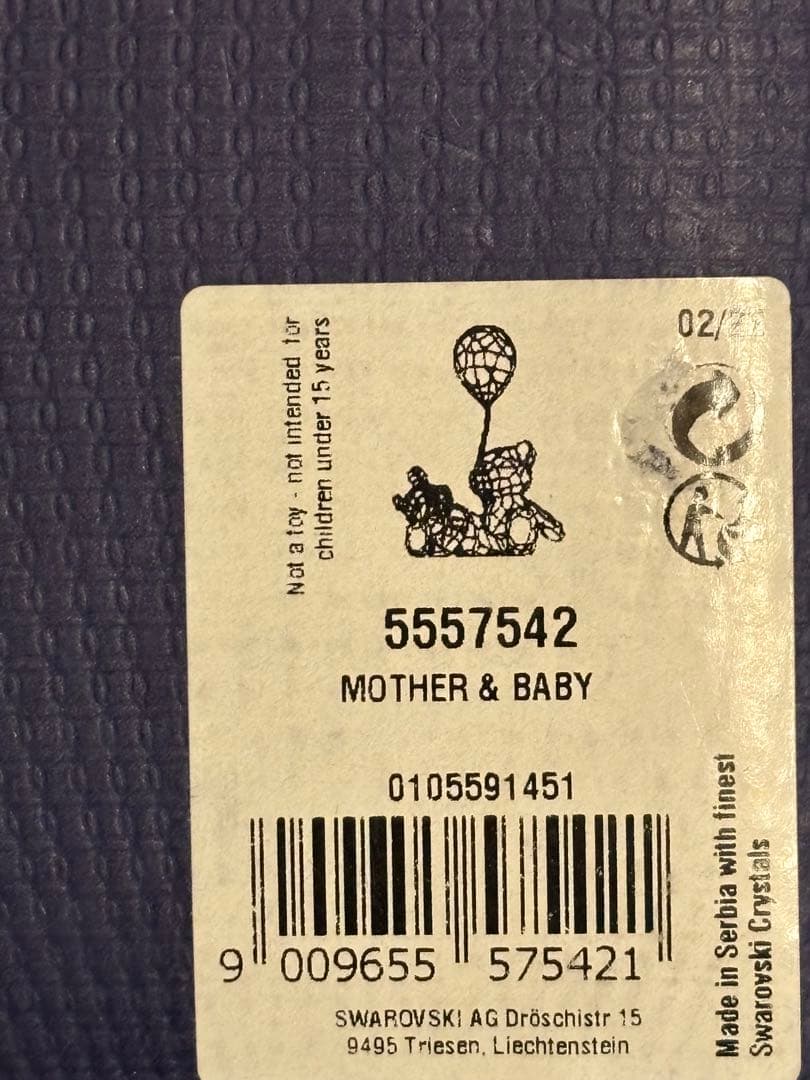 Not a toy - not intended for
children under 15 years
02/
5557542
MOTHER & BABY
0105591451
9 009655 575421
SWAROVSKI AG Dröschistr 15
9495 Triesen, Liechtenstein
Made in Serbia with finest
Swarovski Crystals